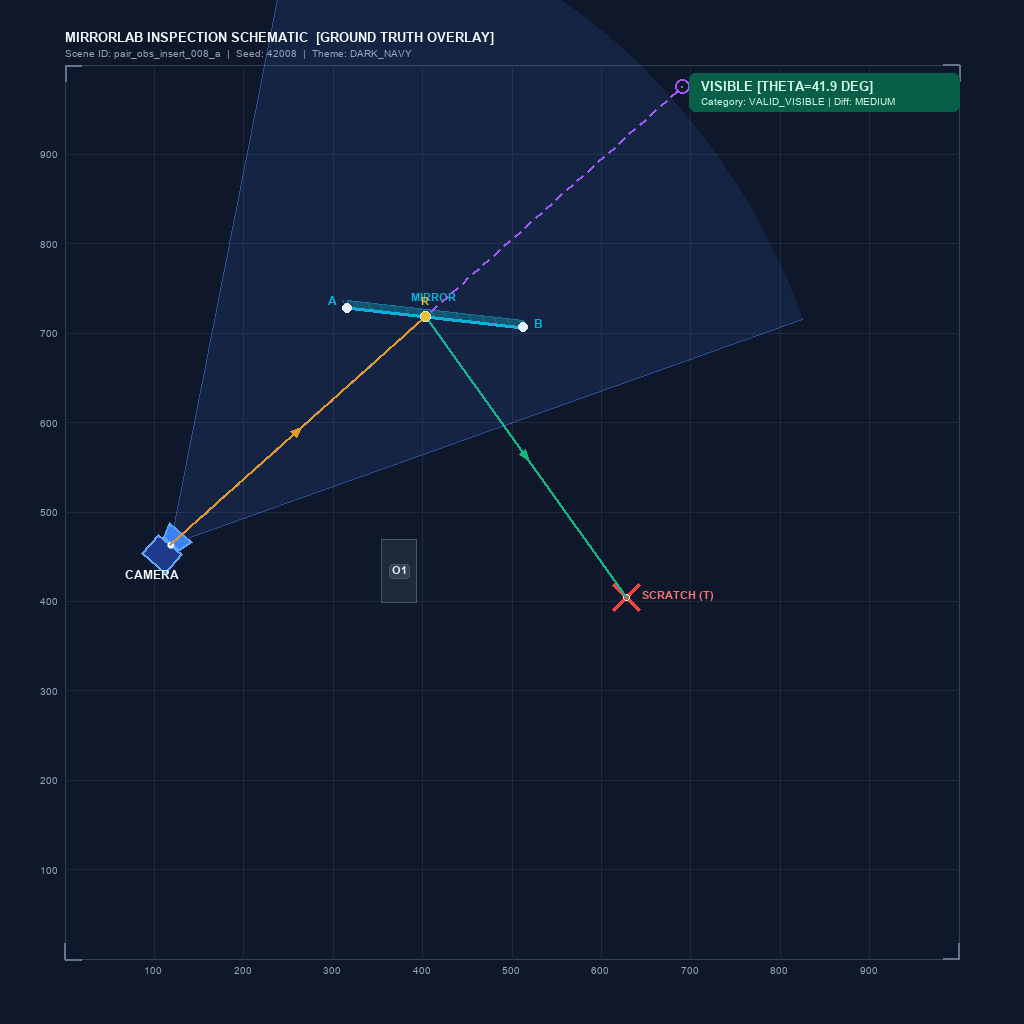 MIRRORLAB INSPECTION SCHEMATIC [GROUND TRUTH OVERLAY]
Scene ID: pair_obs_insert_008_a | Seed: 42008 | Theme: DARK_NAVY
VISIBLE [THETA=41.9 DEG]
Category: VALID_VISIBLE | Diff: MEDIUM
900
800
MIRROR
A
R
B
700
600
500
CAMERA
O1
SCRATCH (T)
400
300
200
100
100 200 300 400 500 600 700 800 900